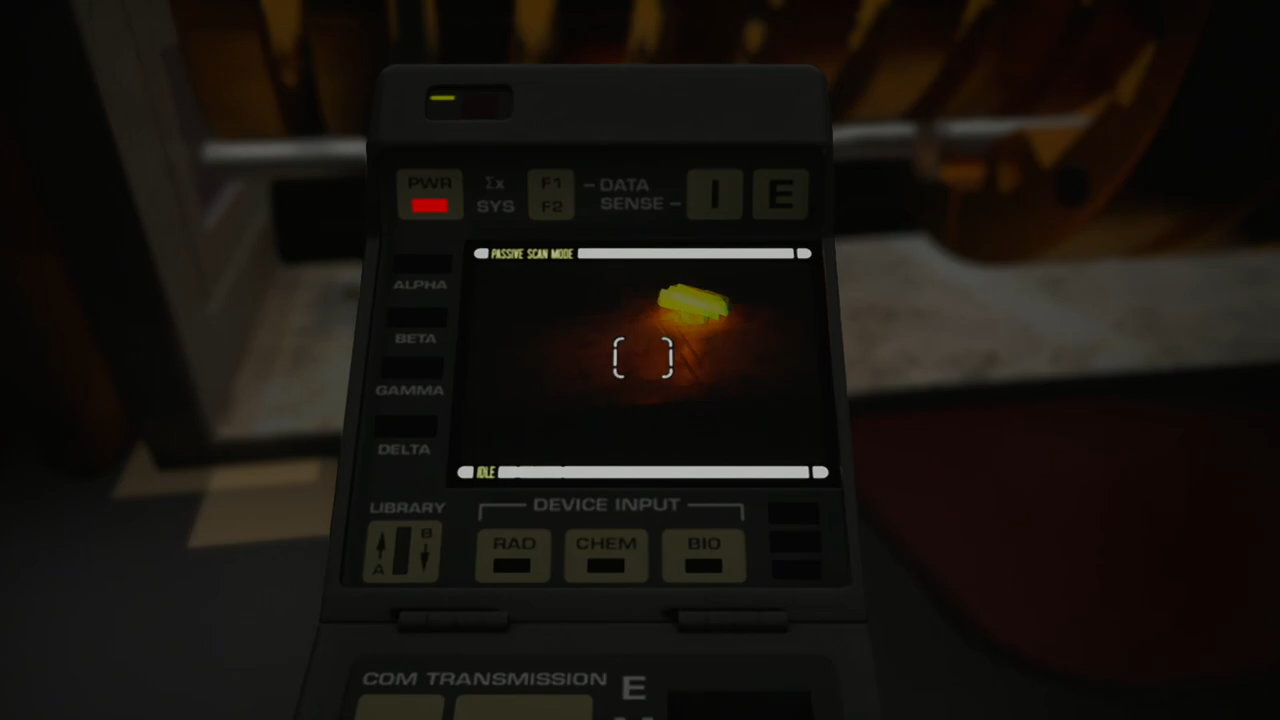 PWR
Σx
SYS
F1
F2
– DATA
SENSE –
I
E
PASSIVE SCAN MODE
ALPHA
BETA
GAMMA
DELTA
IDLE
LIBRARY
A
B
DEVICE INPUT
RAD
CHEM
BIO
COM TRANSMISSION
E